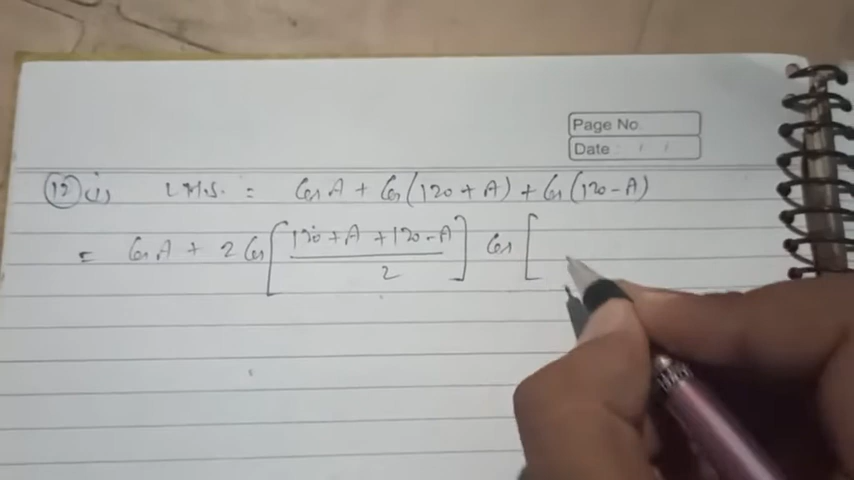 Page No
Date / /
(12) (i) L.H.S. = Cos A + Cos (120 + A) + Cos (120 - A)
= Cos A + 2 Cos [ (120 + A + 120 - A) / 2 ] Cos [